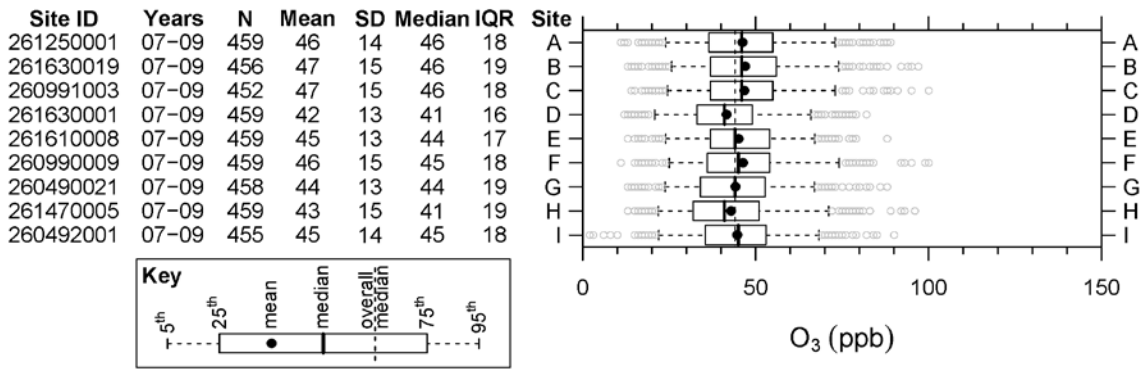 Site ID Years N Mean SD Median IQR Site
261250001 07−09 459 46 14 46 18 A A
261630019 07−09 456 47 15 46 19 B B
260991003 07−09 452 47 15 46 18 C C
261630001 07−09 459 42 13 41 16 D D
261610008 07−09 459 45 13 44 17 E E
260990009 07−09 459 46 15 45 18 F F
260490021 07−09 458 44 13 44 19 G G
261470005 07−09 459 43 15 41 19 H H
260492001 07−09 455 45 14 45 18 I I
0 50 100 150
O₃ (ppb)
Key
5th 25th mean median overall median 75th 95th